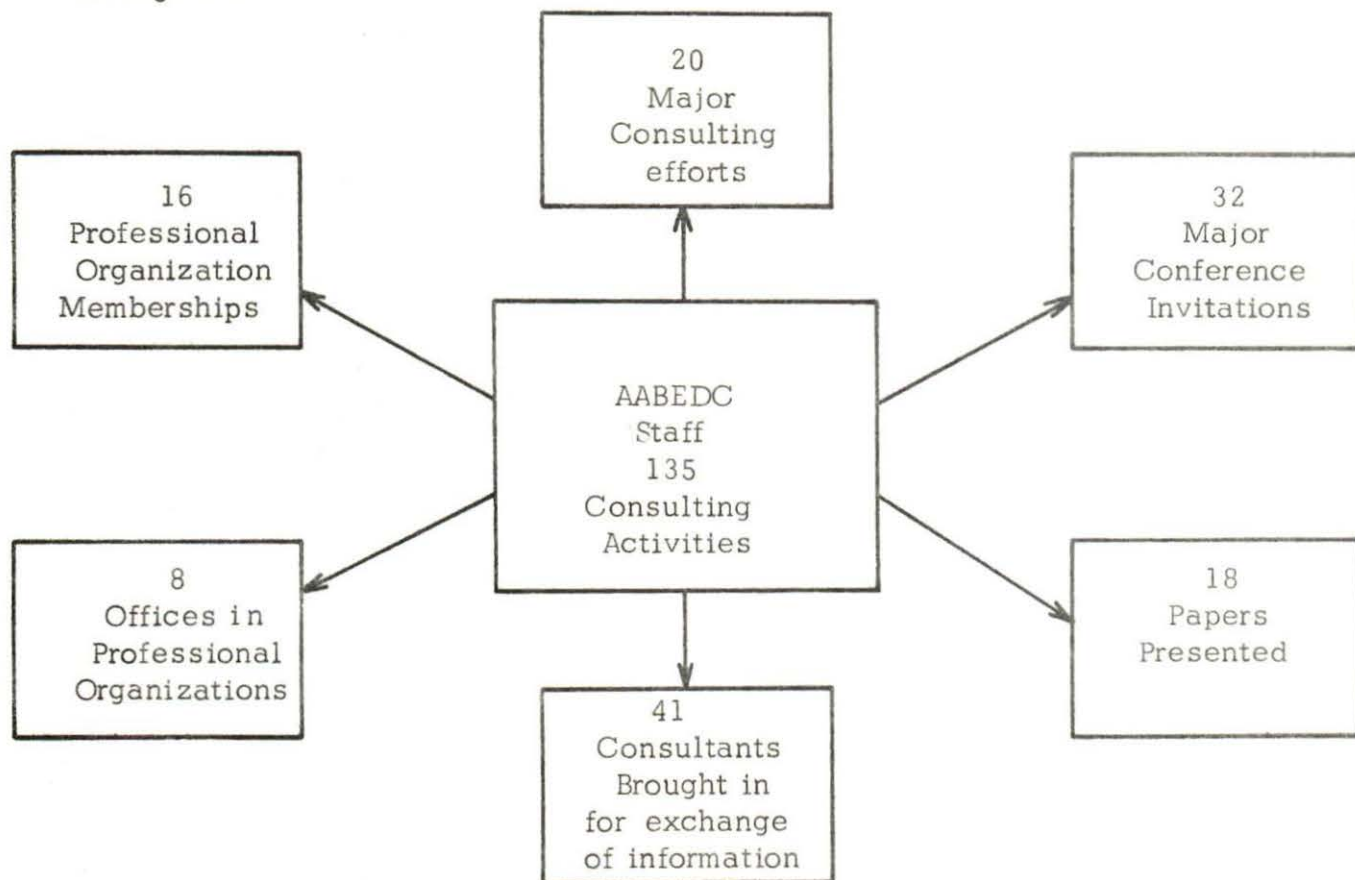 20
Major
Consulting
efforts
16
Professional
Organization
Memberships
32
Major
Conference
Invitations
AABEDC
Staff
135
Consulting
Activities
8
Offices in
Professional
Organizations
18
Papers
Presented
41
Consultants
Brought in
for exchange
of information